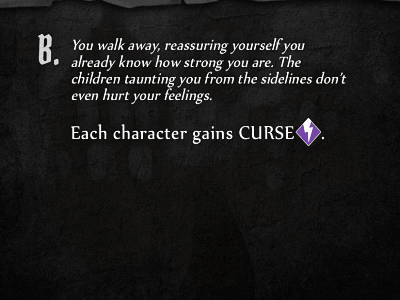 B. You walk away, reassuring yourself you
already know how strong you are. The
children taunting you from the sidelines don't
even hurt your feelings.
Each character gains CURSE.